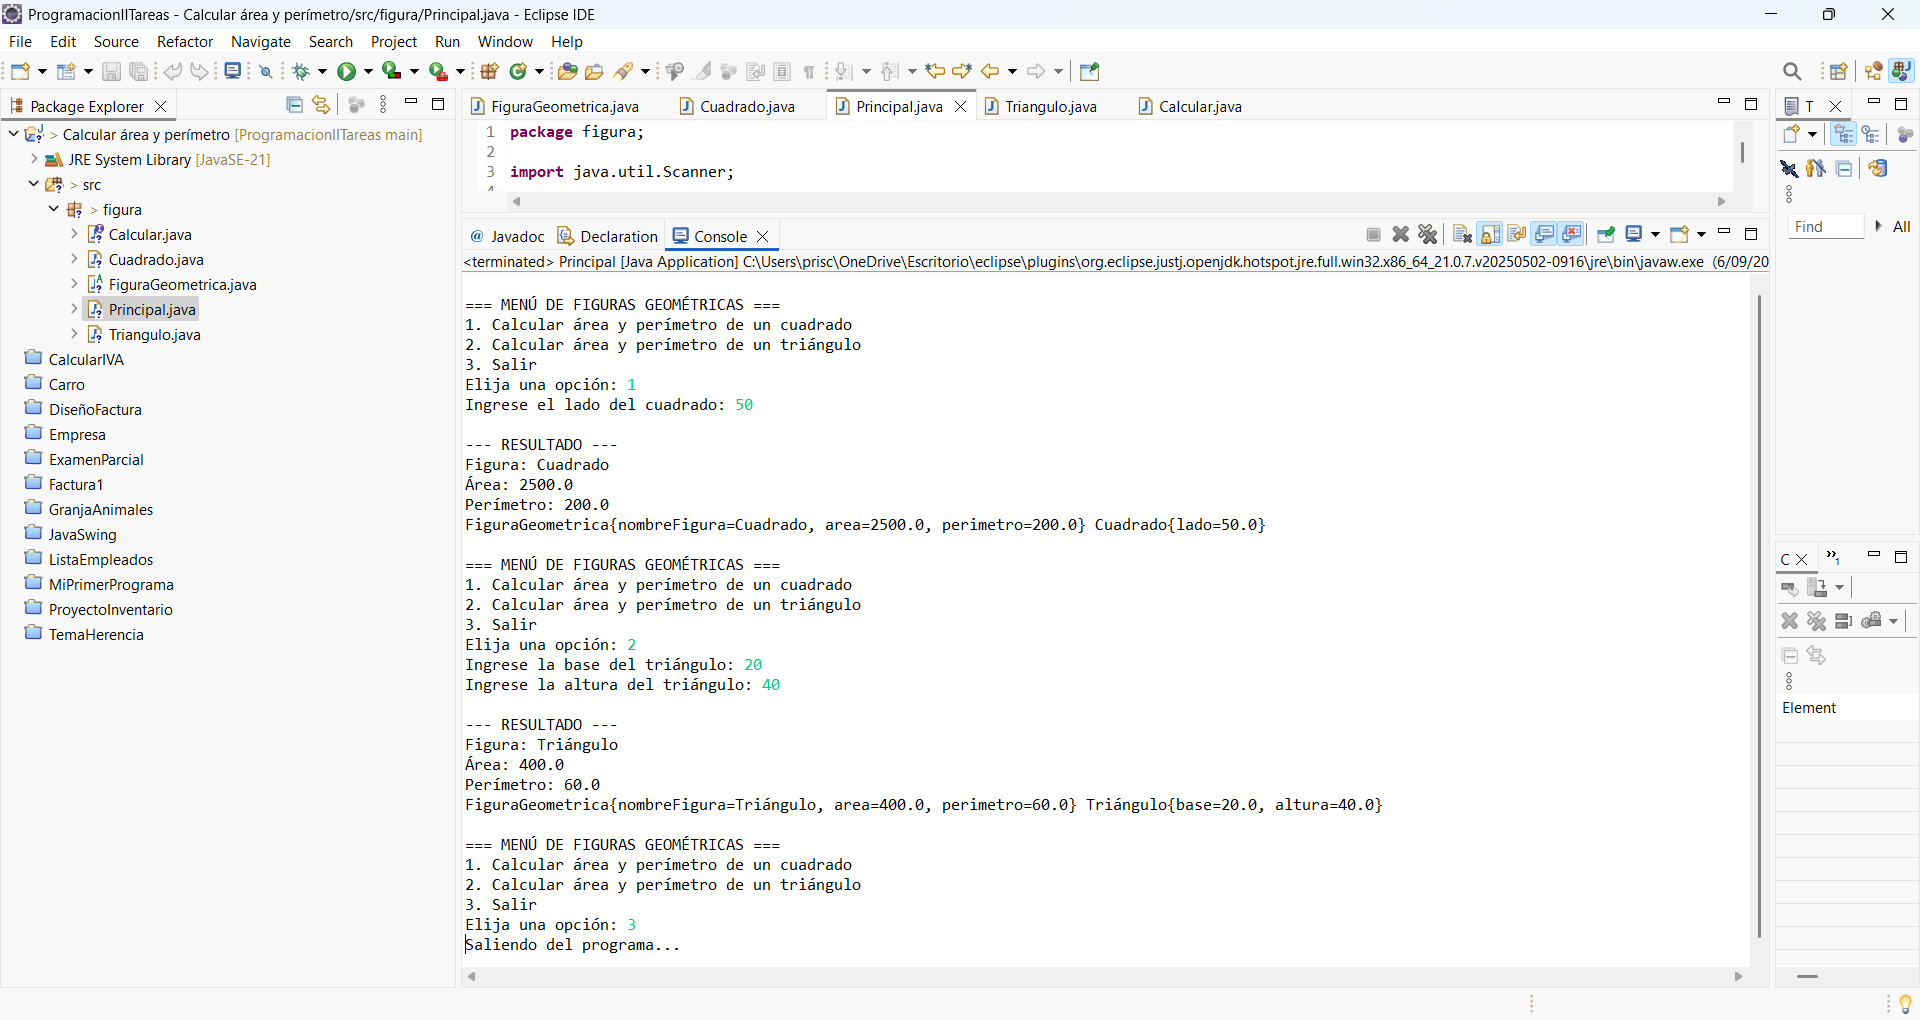 ProgramacionIITareas - Calcular área y perímetro/src/figura/Principal.java - Eclipse IDE
File Edit Source Refactor Navigate Search Project Run Window Help
Package Explorer
> Calcular área y perímetro [ProgramacionIITareas main]
JRE System Library [JavaSE-21]
> src
> figura
Calcular.java
Cuadrado.java
FiguraGeometrica.java
Principal.java
Triangulo.java
CalcularIVA
Carro
DiseñoFactura
Empresa
ExamenParcial
Factura1
GranjaAnimales
JavaSwing
ListaEmpleados
MiPrimerPrograma
ProyectoInventario
TemaHerencia
FiguraGeometrica.java Cuadrado.java Principal.java Triangulo.java Calcular.java
1 package figura;
2
3 import java.util.Scanner;
4
@ Javadoc Declaration Console
<terminated> Principal [Java Application] C:\Users\prisc\OneDrive\Escritorio\eclipse\plugins\org.eclipse.justj.openjdk.hotspot.jre.full.win32.x86_64_21.0.7.v20250502-0916\jre\bin\javaw.exe (6/09/20
=== MENÚ DE FIGURAS GEOMÉTRICAS ===
1. Calcular área y perímetro de un cuadrado
2. Calcular área y perímetro de un triángulo
3. Salir
Elija una opción: 1
Ingrese el lado del cuadrado: 50
--- RESULTADO ---
Figura: Cuadrado
Área: 2500.0
Perímetro: 200.0
FiguraGeometrica{nombreFigura=Cuadrado, area=2500.0, perimetro=200.0} Cuadrado{lado=50.0}
=== MENÚ DE FIGURAS GEOMÉTRICAS ===
1. Calcular área y perímetro de un cuadrado
2. Calcular área y perímetro de un triángulo
3. Salir
Elija una opción: 2
Ingrese la base del triángulo: 20
Ingrese la altura del triángulo: 40
--- RESULTADO ---
Figura: Triángulo
Área: 400.0
Perímetro: 60.0
FiguraGeometrica{nombreFigura=Triángulo, area=400.0, perimetro=60.0} Triángulo{base=20.0, altura=40.0}
=== MENÚ DE FIGURAS GEOMÉTRICAS ===
1. Calcular área y perímetro de un cuadrado
2. Calcular área y perímetro de un triángulo
3. Salir
Elija una opción: 3
Saliendo del programa...
T
Find All
C
Element